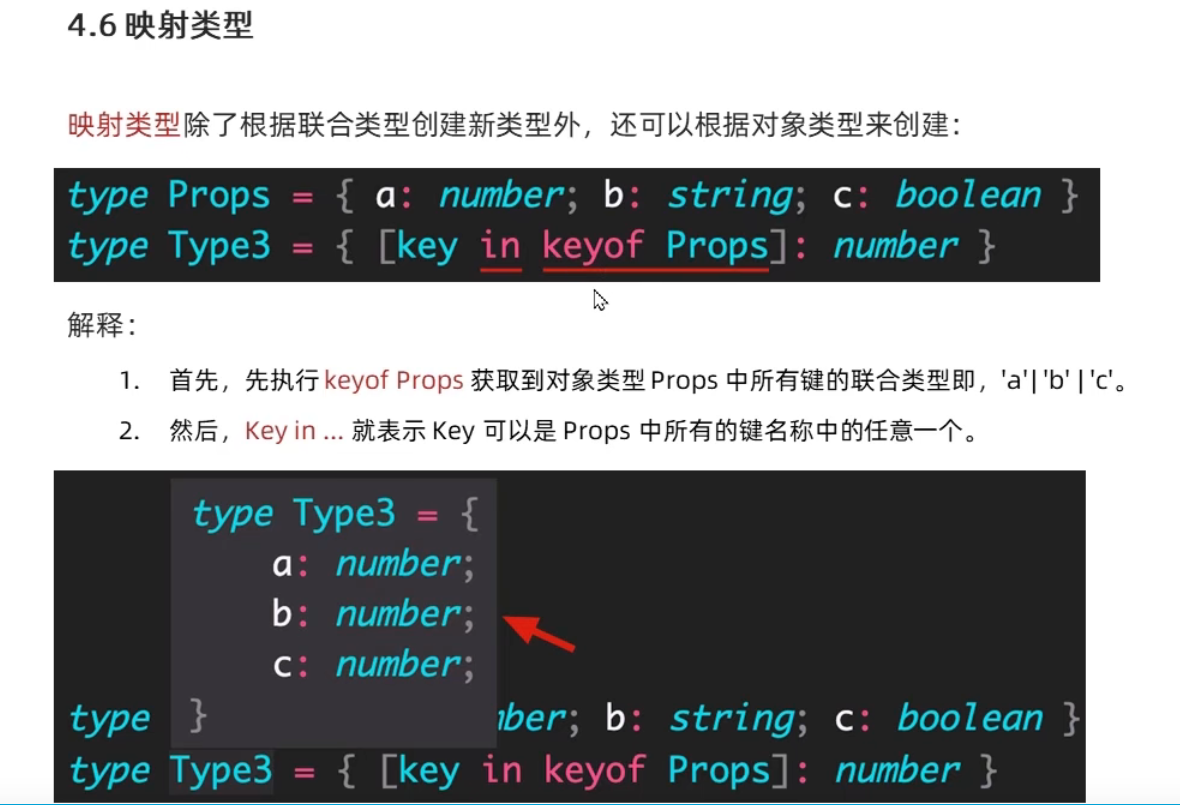 4.6 映射类型
映射类型除了根据联合类型创建新类型外，还可以根据对象类型来创建：
type Props = { a: number; b: string; c: boolean }
type Type3 = { [key in keyof Props]: number }
解释：
1. 首先，先执行 keyof Props 获取到对象类型 Props 中所有键的联合类型即，'a'| 'b' | 'c'。
2. 然后，Key in ... 就表示 Key 可以是 Props 中所有的键名称中的任意一个。
type Type3 = {
a: number;
b: number;
c: number;
}
type ber; b: string; c: boolean }
type Type3 = { [key in keyof Props]: number }